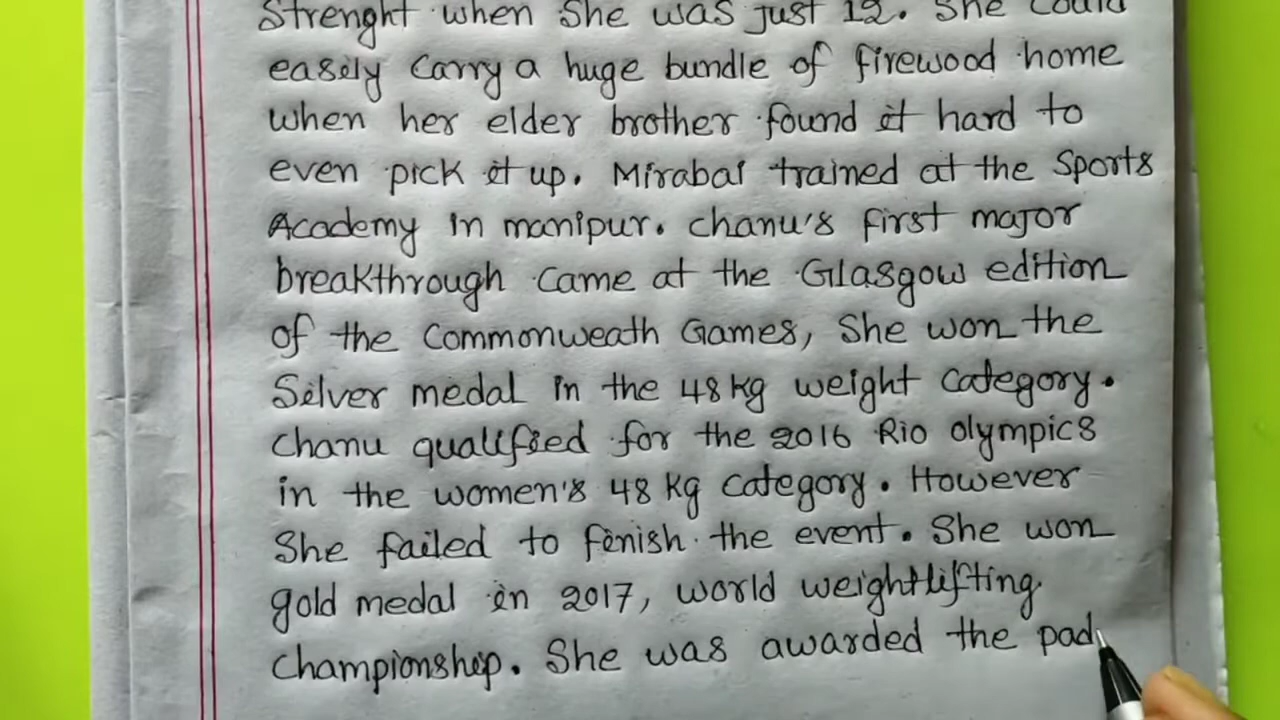 Strenght when She was just 12. She could
easily carry a huge bundle of firewood home
when her elder brother found it hard to
even pick it up. Mirabai trained at the Sports
Academy in manipur. chanu's first major
breakthrough came at the Glasgow edition
of the Commonweath Games, She won the
Silver medal in the 48 kg weight category.
Chanu qualified for the 2016 Rio Olympics
in the women's 48 kg category. However
She failed to finish the event. She won
gold medal in 2017, world weightlifting
Championship. She was awarded the pad